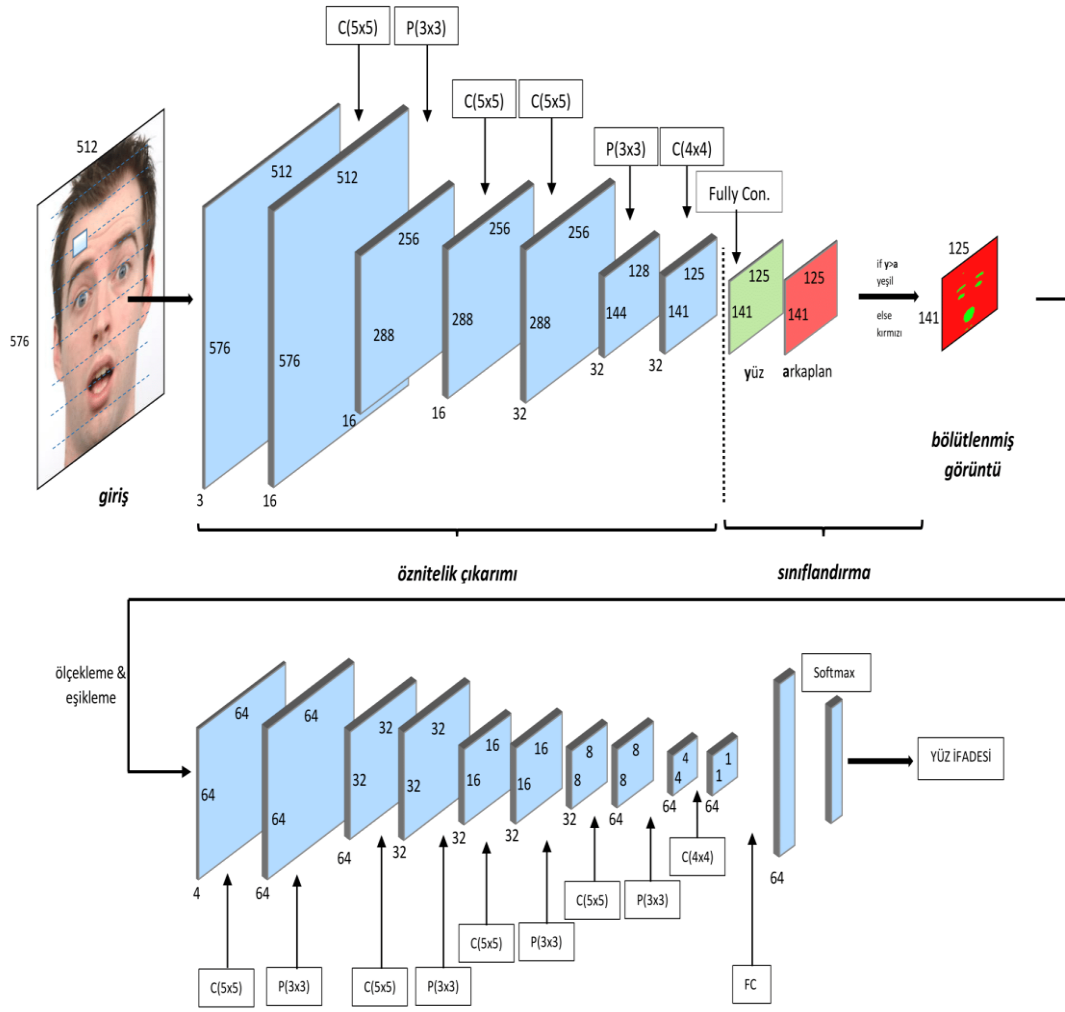 C(5x5)
P(3x3)
C(5x5)
C(5x5)
P(3x3)
C(4x4)
Fully Con.
512
576
giriş
512
576
3
512
576
16
256
288
16
256
288
16
256
288
32
128
144
32
125
141
32
125
141
yüz
125
141
arkaplan
if y>a
yeşil
else
kırmızı
125
141
bölütlenmiş
görüntü
öznitelik çıkarımı
sınıflandırma
ölçekleme &
eşikleme
64
64
4
64
64
64
32
32
64
32
32
32
16
16
32
16
16
32
8
8
32
8
8
64
4
4
64
1
1
64
64
Softmax
YÜZ İFADESİ
C(5x5)
P(3x3)
C(5x5)
P(3x3)
C(5x5)
P(3x3)
C(5x5)
P(3x3)
C(4x4)
FC